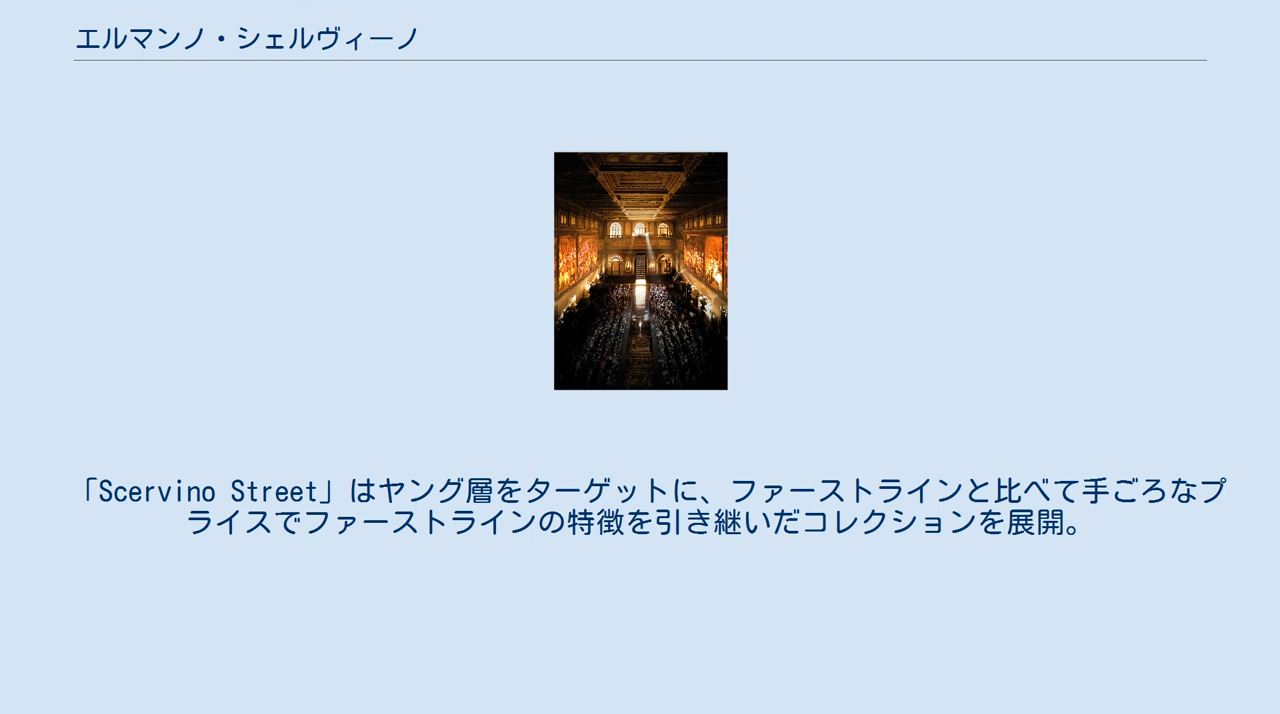 エルマンノ・シェルヴィーノ
「Scervino Street」はヤング層をターゲットに、ファーストラインと比べて手ごろなプ
ライスでファーストラインの特徴を引き継いだコレクションを展開。